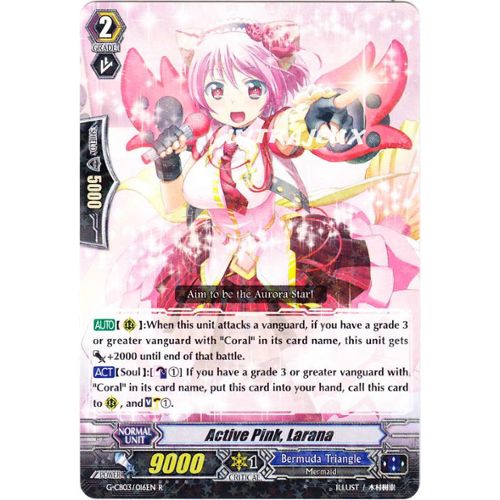 2
GRADE
SHIELD
5000
Aim to be the Aurora Star!
AUTO【 】:When this unit attacks a vanguard, if you have a grade 3
or greater vanguard with "Coral" in its card name, this unit gets
+2000 until end of that battle.
ACT【Soul】:[ ①] If you have a grade 3 or greater vanguard with
"Coral" in its card name, put this card into your hand, call this card
to , and ①.
NORMAL
UNIT
Active Pink, Larana
POWER
9000
1
CRITICAL
Bermuda Triangle
Mermaid
G-CB03/016EN R
ILLUST / 木村樹崇